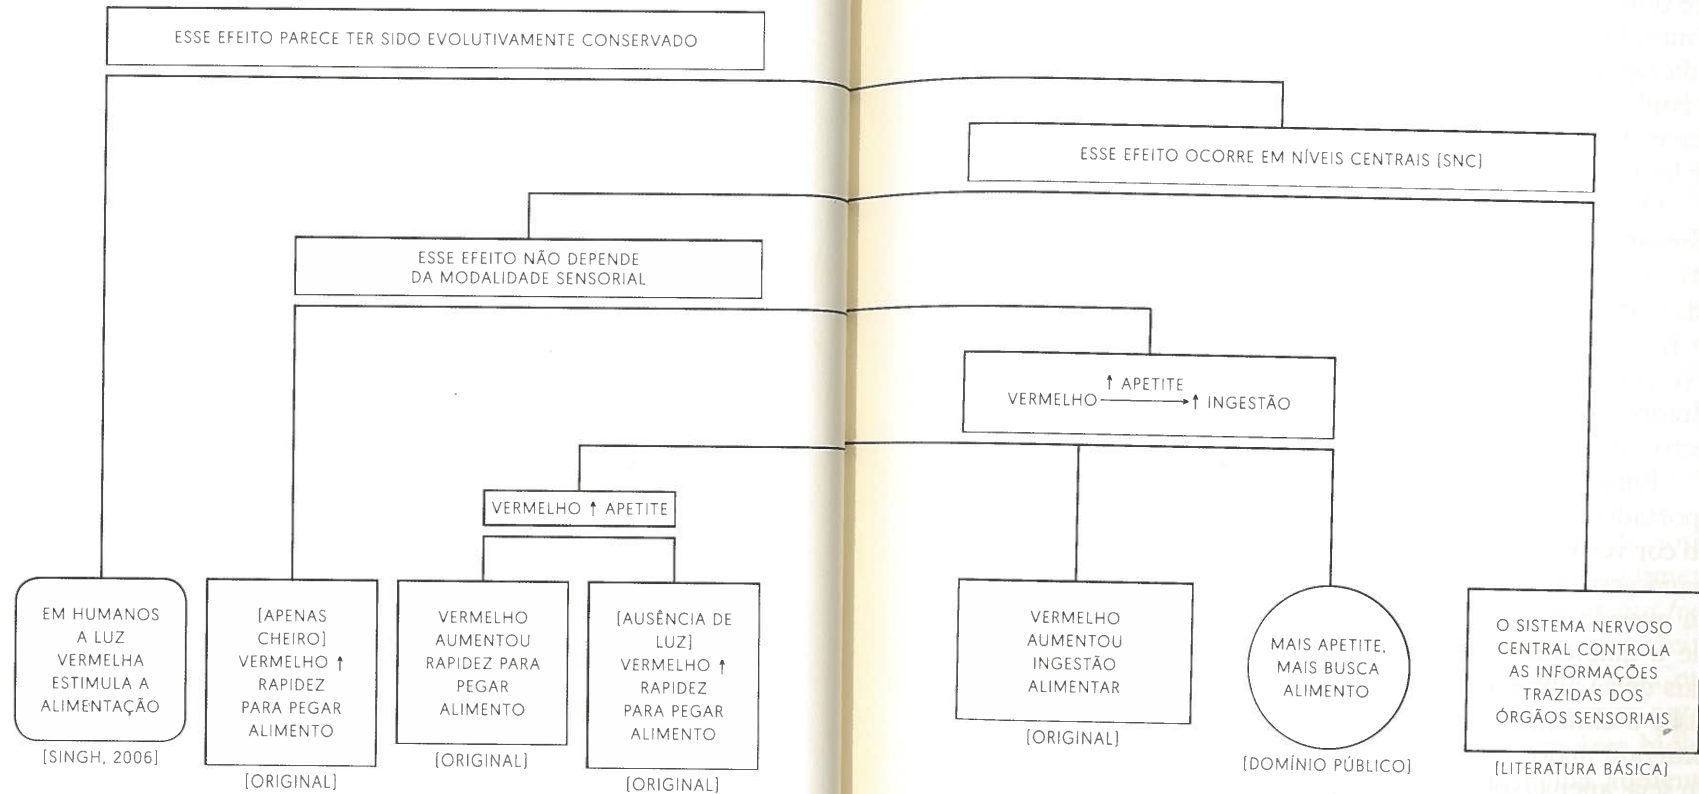 ESSE EFEITO PARECE TER SIDO EVOLUTIVAMENTE CONSERVADO
ESSE EFEITO OCORRE EM NÍVEIS CENTRAIS [SNC]
ESSE EFEITO NÃO DEPENDE
DA MODALIDADE SENSORIAL
↑ APETITE
VERMELHO → ↑ INGESTÃO
VERMELHO ↑ APETITE
EM HUMANOS
A LUZ
VERMELHA
ESTIMULA A
ALIMENTAÇÃO
[SINGH, 2006]
[APENAS
CHEIRO]
VERMELHO ↑
RAPIDEZ
PARA PEGAR
ALIMENTO
[ORIGINAL]
VERMELHO
AUMENTOU
RAPIDEZ PARA
PEGAR
ALIMENTO
[ORIGINAL]
[AUSÊNCIA DE
LUZ]
VERMELHO ↑
RAPIDEZ
PARA PEGAR
ALIMENTO
[ORIGINAL]
VERMELHO
AUMENTOU
INGESTÃO
ALIMENTAR
[ORIGINAL]
MAIS APETITE,
MAIS BUSCA
ALIMENTO
[DOMÍNIO PÚBLICO]
O SISTEMA NERVOSO
CENTRAL CONTROLA
AS INFORMAÇÕES
TRAZIDAS DOS
ÓRGÃOS SENSORIAIS
[LITERATURA BÁSICA]